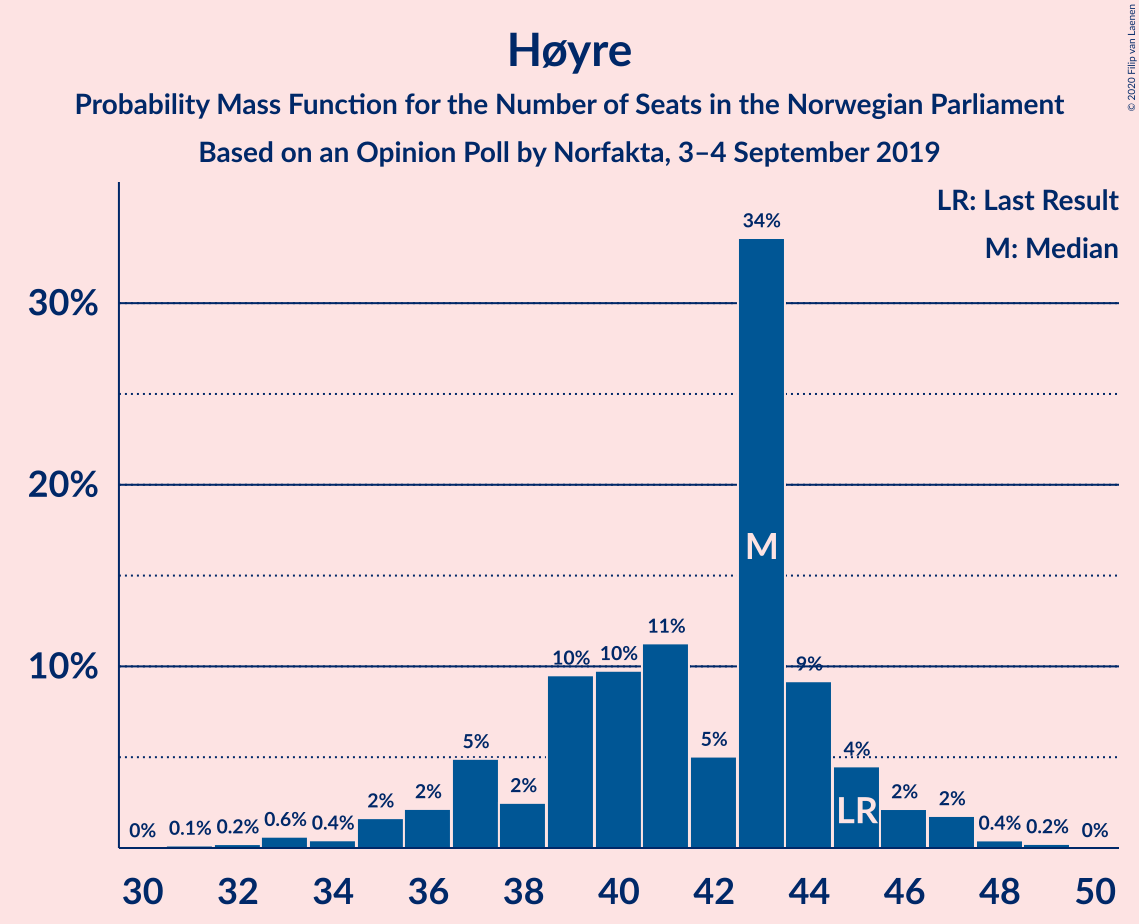 Høyre
Probability Mass Function for the Number of Seats in the Norwegian Parliament
Based on an Opinion Poll by Norfakta, 3–4 September 2019
© 2020 Filip van Laenen
LR: Last Result
M: Median
30%
20%
10%
0%
0.1%
0.2%
0.6%
0.4%
2%
2%
5%
2%
10%
10%
11%
5%
34%
9%
4%
2%
2%
0.4%
0.2%
0%
M
LR
30 32 34 36 38 40 42 44 46 48 50